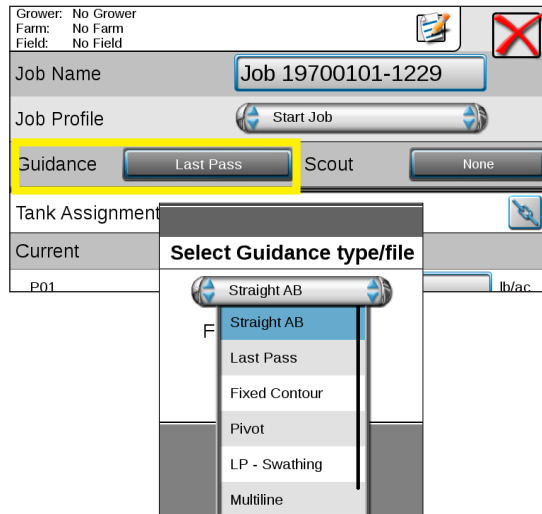 Grower: No Grower
Farm: No Farm
Field: No Field
Job Name Job 19700101-1229
Job Profile Start Job
Guidance Last Pass Scout None
Tank Assignment
Current
P01 lb/ac
Select Guidance type/file
Straight AB
F
Straight AB
Last Pass
Fixed Contour
Pivot
LP - Swathing
Multiline